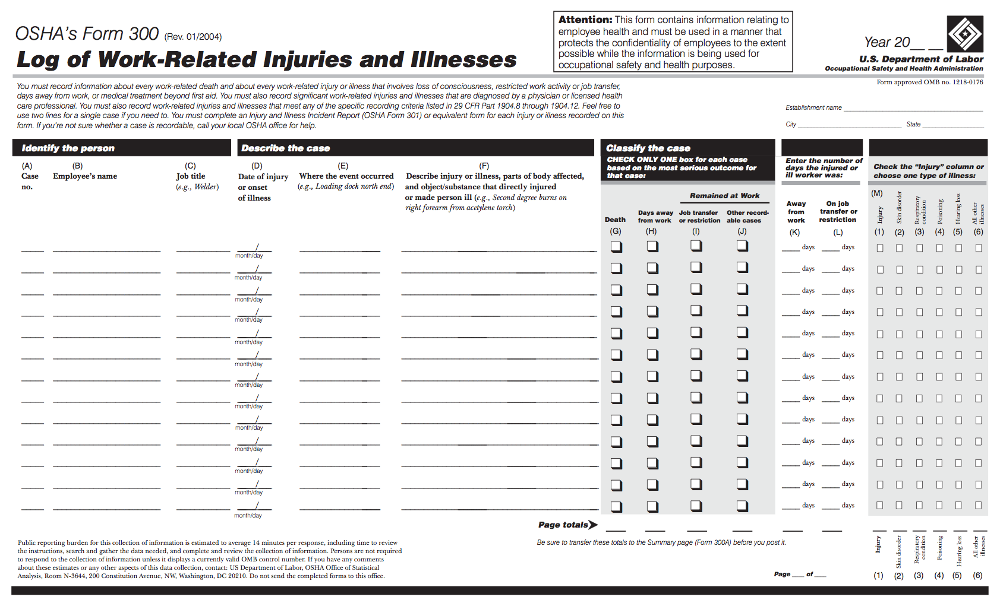 OSHA's Form 300 (Rev. 01/2004)
Log of Work-Related Injuries and Illnesses
Attention: This form contains information relating to
employee health and must be used in a manner that
protects the confidentiality of employees to the extent
possible while the information is being used for
occupational safety and health purposes.
Year 20__ __
U.S. Department of Labor
Occupational Safety and Health Administration
Form approved OMB no. 1218-0176
You must record information about every work-related death and about every work-related injury or illness that involves loss of consciousness, restricted work activity or job transfer,
days away from work, or medical treatment beyond first aid. You must also record significant work-related injuries and illnesses that are diagnosed by a physician or licensed health
care professional. You must also record work-related injuries and illnesses that meet any of the specific recording criteria listed in 29 CFR Part 1904.8 through 1904.12. Feel free to
use two lines for a single case if you need to. You must complete an Injury and Illness Incident Report (OSHA Form 301) or equivalent form for each injury or illness recorded on this
form. If you're not sure whether a case is recordable, call your local OSHA office for help.
Establishment name
City State
Identify the person
(A)
Case
no.
(B)
Employee's name
(C)
Job title
(e.g., Welder)
Describe the case
(D)
Date of injury
or onset
of illness
(E)
Where the event occurred
(e.g., Loading dock north end)
(F)
Describe injury or illness, parts of body affected,
and object/substance that directly injured
or made person ill (e.g., Second degree burns on
right forearm from acetylene torch)
Classify the case
CHECK ONLY ONE box for each case
based on the most serious outcome for
that case:
Remained at Work
Death
(G)
Days away
from work
(H)
Job transfer
or restriction
(I)
Other record-
able cases
(J)
Enter the number of
days the injured or
ill worker was:
Away
from
work
(K)
On job
transfer or
restriction
(L)
Check the “Injury” column or
choose one type of illness:
(M)
Injury
(1)
Skin disorder
(2)
Respiratory
condition
(3)
Poisoning
(4)
Hearing loss
(5)
All other
illnesses
(6)
/ days days
month/day
/ days days
month/day
/ days days
month/day
/ days days
month/day
/ days days
month/day
/ days days
month/day
/ days days
month/day
/ days days
month/day
/ days days
month/day
/ days days
month/day
/ days days
month/day
/ days days
month/day
/ days days
month/day
Page totals
Be sure to transfer these totals to the Summary page (Form 300A) before you post it.
Public reporting burden for this collection of information is estimated to average 14 minutes per response, including time to review
the instructions, search and gather the data needed, and complete and review the collection of information. Persons are not required
to respond to the collection of information unless it displays a currently valid OMB control number. If you have any comments
about these estimates or any other aspects of this data collection, contact: US Department of Labor, OSHA Office of Statistical
Analysis, Room N-3644, 200 Constitution Avenue, NW, Washington, DC 20210. Do not send the completed forms to this office.
Page ___ of ___
Injury
(1)
Skin disorder
(2)
Respiratory
condition
(3)
Poisoning
(4)
Hearing loss
(5)
All other
illnesses
(6)